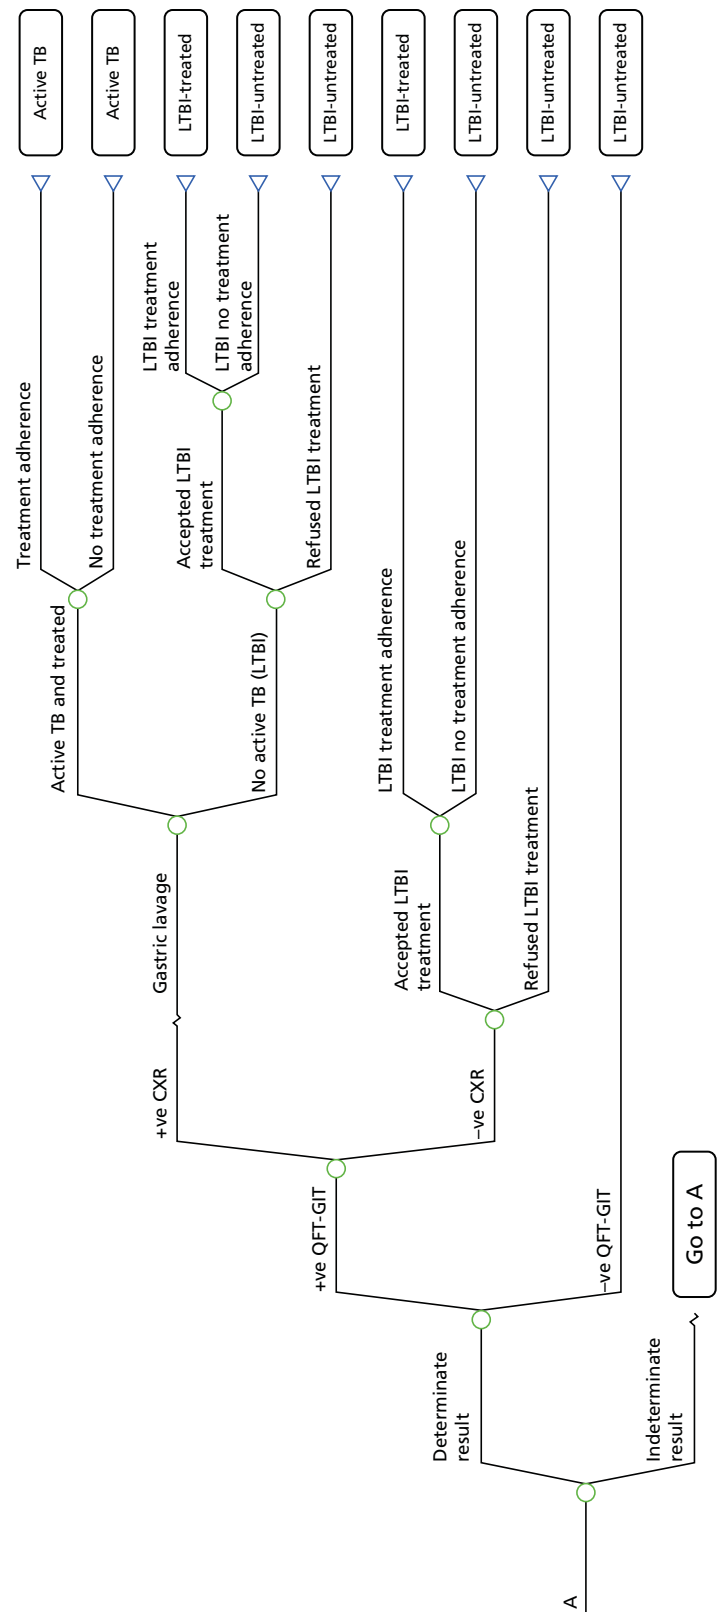 A
Determinate
result
Indeterminate
result
Go to A
+ve QFT-GIT
–ve QFT-GIT
+ve CXR
–ve CXR
Gastric lavage
Accepted LTBI
treatment
Refused LTBI treatment
Active TB and treated
No active TB (LTBI)
LTBI treatment adherence
LTBI no treatment adherence
Treatment adherence
No treatment adherence
Accepted LTBI
treatment
Refused LTBI treatment
LTBI treatment
adherence
LTBI no treatment
adherence
Active TB
Active TB
LTBI-treated
LTBI-untreated
LTBI-untreated
LTBI-treated
LTBI-untreated
LTBI-untreated
LTBI-untreated